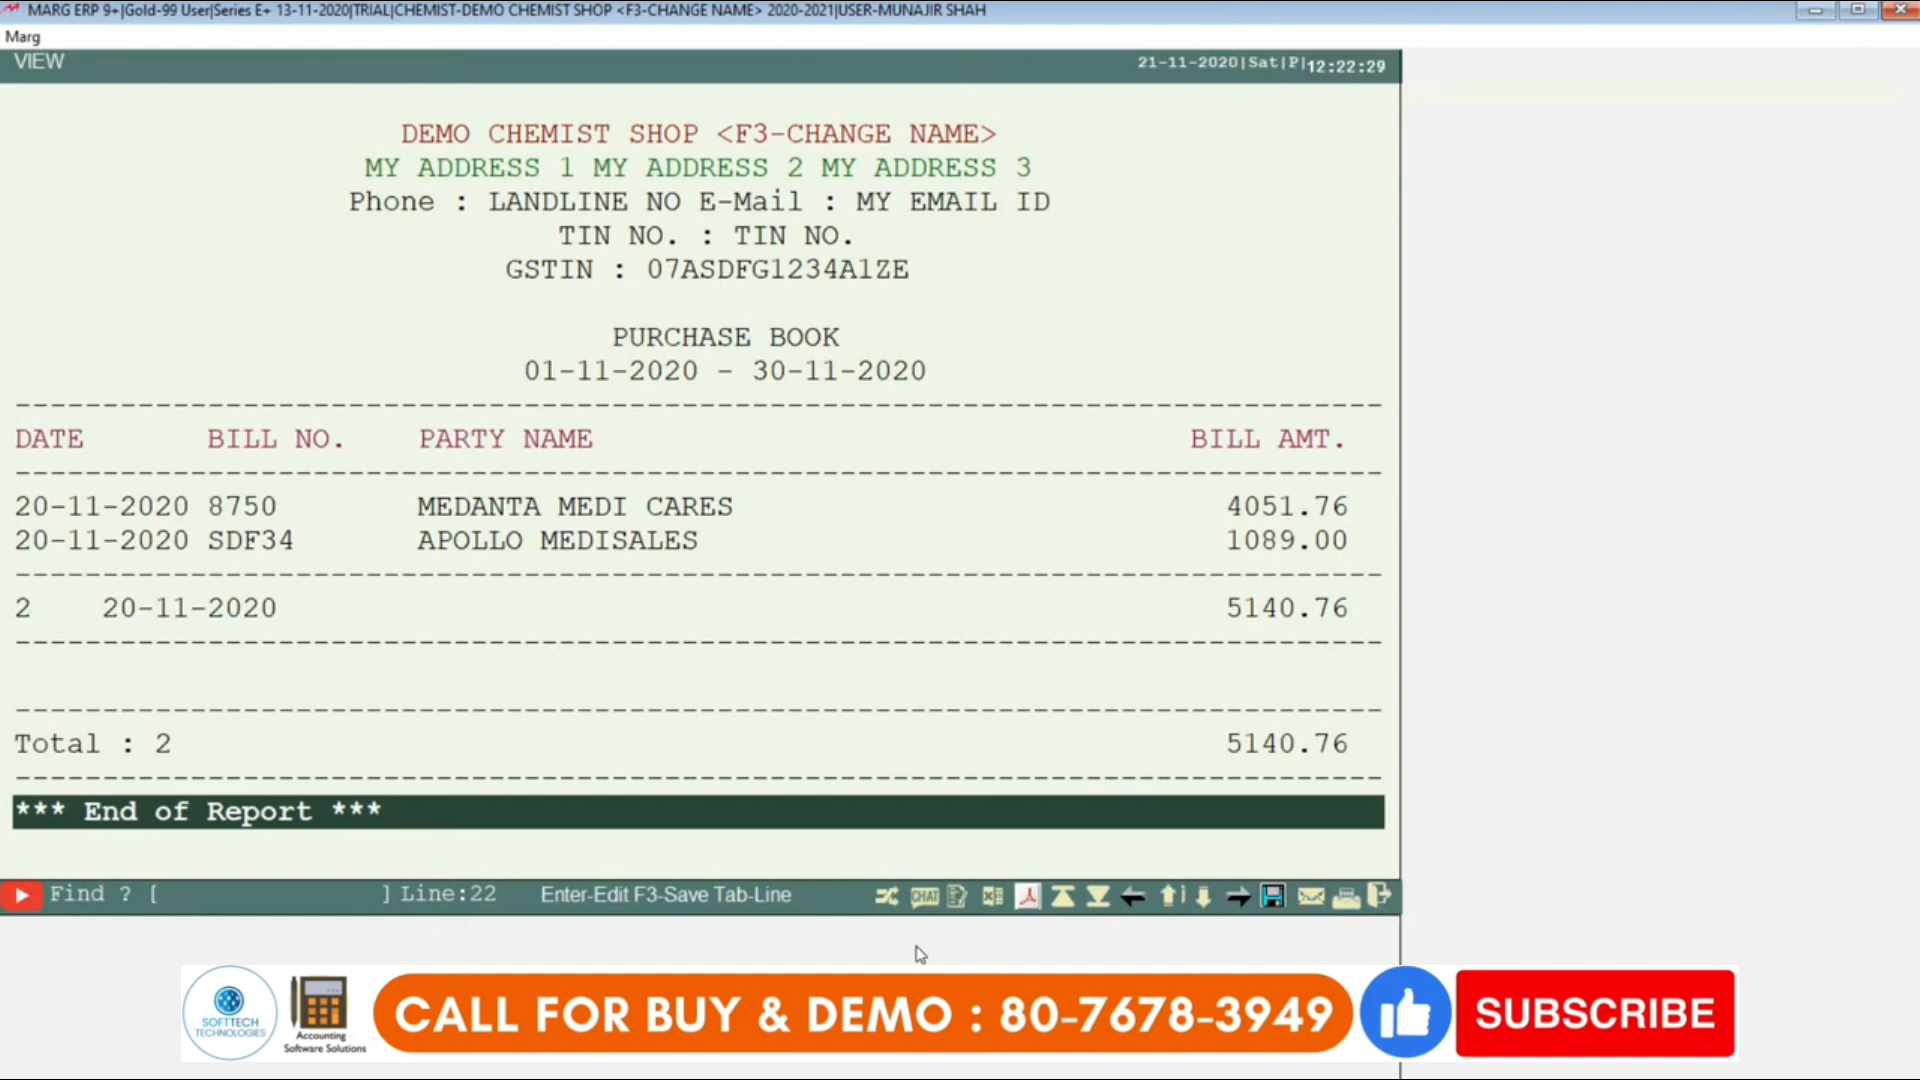 MARG ERP 9+|Gold-99 User|Series E+ 13-11-2020|TRIAL|CHEMIST-DEMO CHEMIST SHOP <F3-CHANGE NAME> 2020-2021|USER-MUNAJIR SHAH
Marg
VIEW 21-11-2020|Sat|P|12:22:29
DEMO CHEMIST SHOP <F3-CHANGE NAME>
MY ADDRESS 1 MY ADDRESS 2 MY ADDRESS 3
Phone : LANDLINE NO E-Mail : MY EMAIL ID
TIN NO. : TIN NO.
GSTIN : 07ASDFG1234A1ZE
PURCHASE BOOK
01-11-2020 - 30-11-2020
DATE BILL NO. PARTY NAME BILL AMT.
20-11-2020 8750 MEDANTA MEDI CARES 4051.76
20-11-2020 SDF34 APOLLO MEDISALES 1089.00
2 20-11-2020 5140.76
Total : 2 5140.76
*** End of Report ***
Find ? [ ] Line:22 Enter-Edit F3-Save Tab-Line CHAT
SOFTTECH
TECHNOLOGIES
Accounting
Software Solutions
CALL FOR BUY & DEMO : 80-7678-3949
SUBSCRIBE